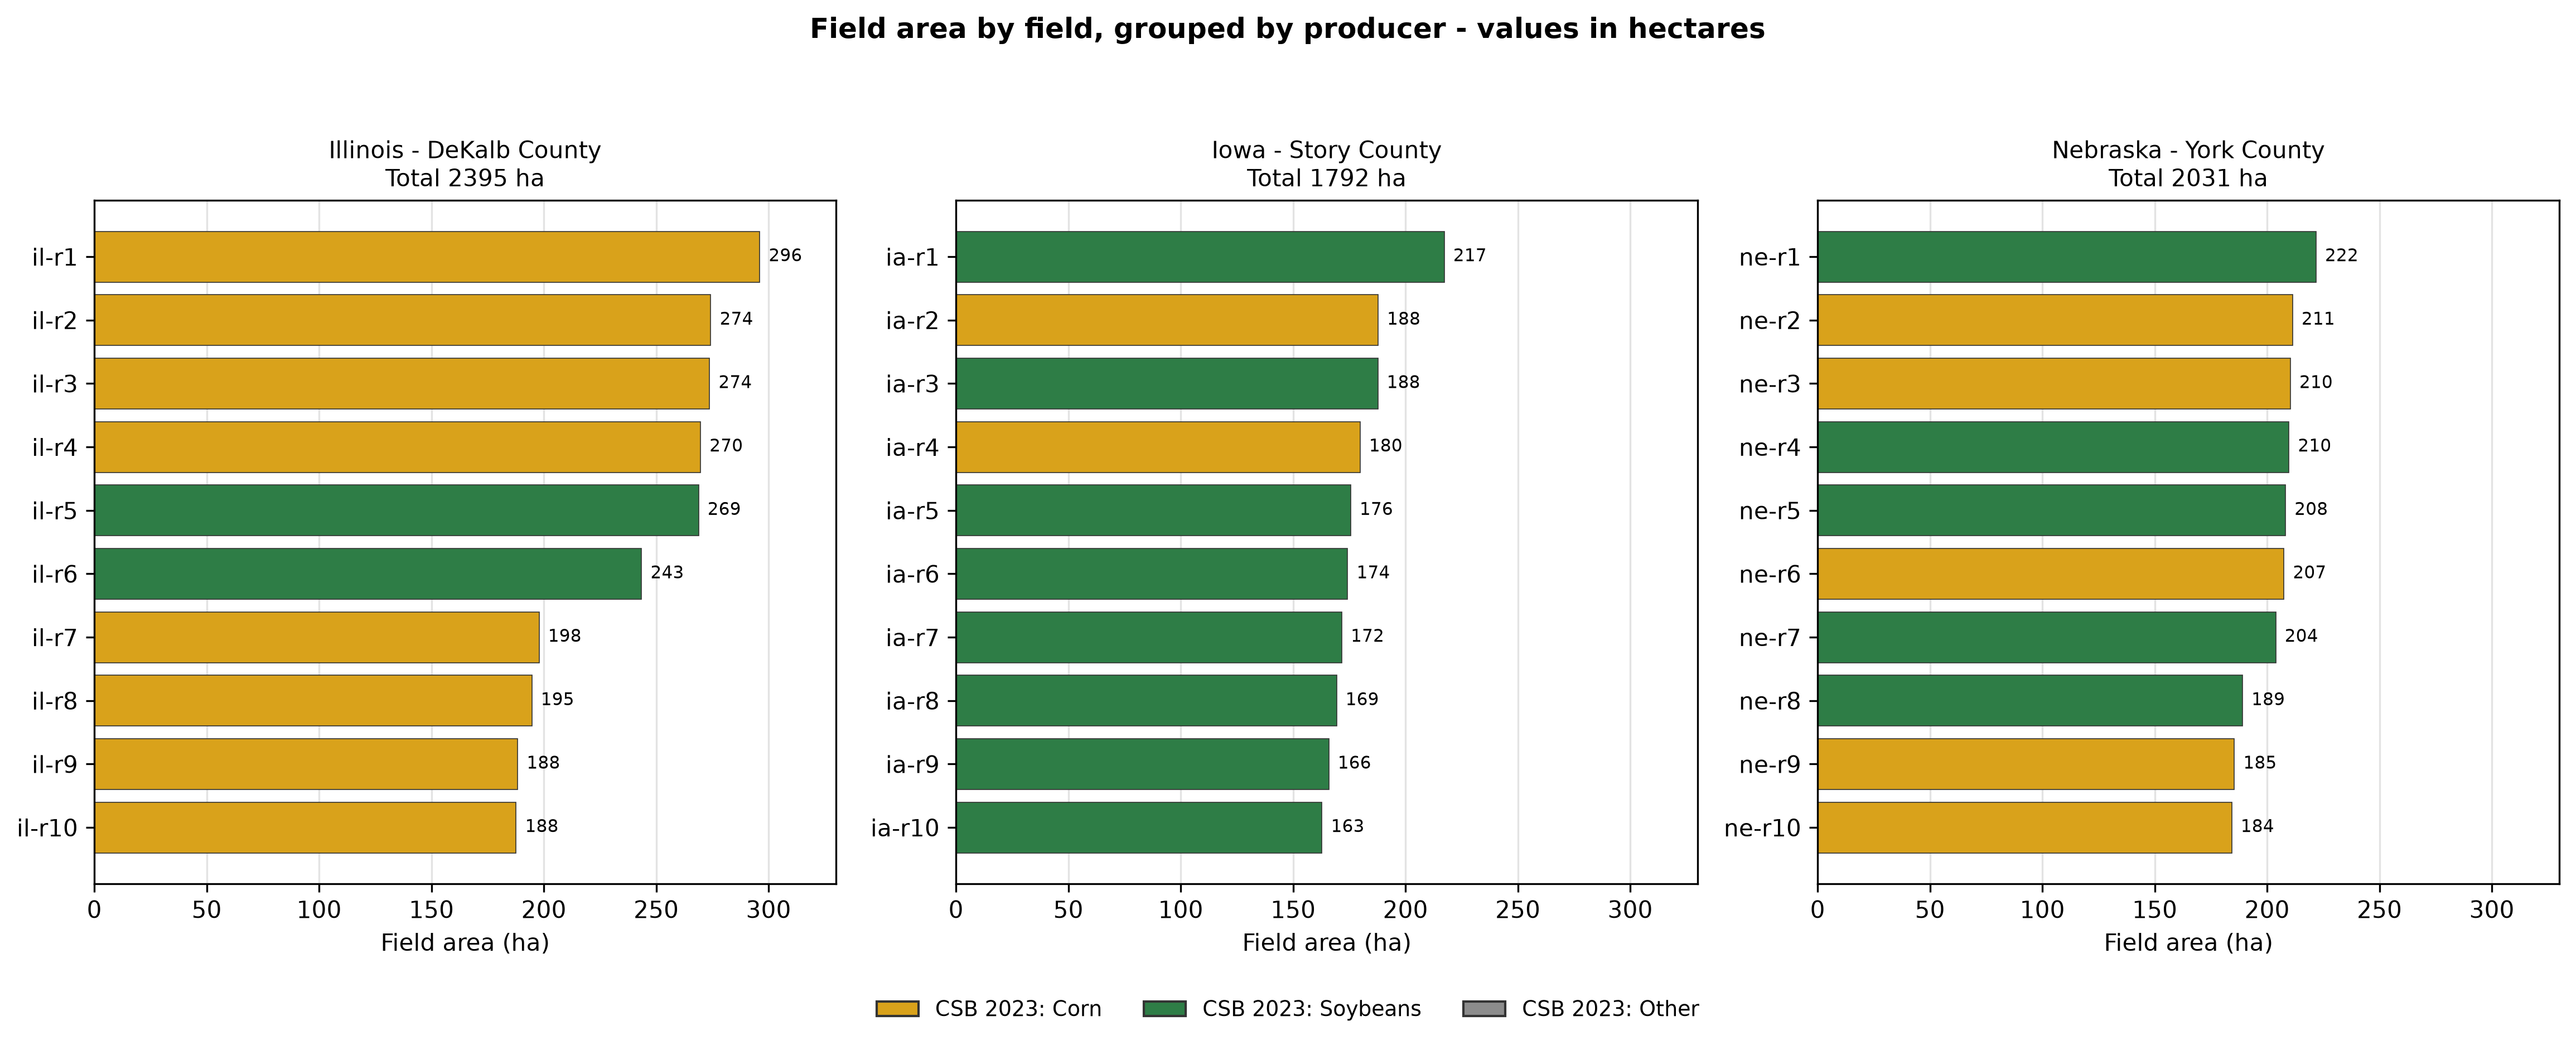 Field area by field, grouped by producer - values in hectares
Illinois - DeKalb County
Total 2395 ha
il-r1
296
il-r2
274
il-r3
274
il-r4
270
il-r5
269
il-r6
243
il-r7
198
il-r8
195
il-r9
188
il-r10
188
0 50 100 150 200 250 300
Field area (ha)
Iowa - Story County
Total 1792 ha
ia-r1
217
ia-r2
188
ia-r3
188
ia-r4
180
ia-r5
176
ia-r6
174
ia-r7
172
ia-r8
169
ia-r9
166
ia-r10
163
0 50 100 150 200 250 300
Field area (ha)
Nebraska - York County
Total 2031 ha
ne-r1
222
ne-r2
211
ne-r3
210
ne-r4
210
ne-r5
208
ne-r6
207
ne-r7
204
ne-r8
189
ne-r9
185
ne-r10
184
0 50 100 150 200 250 300
Field area (ha)
CSB 2023: Corn
CSB 2023: Soybeans
CSB 2023: Other